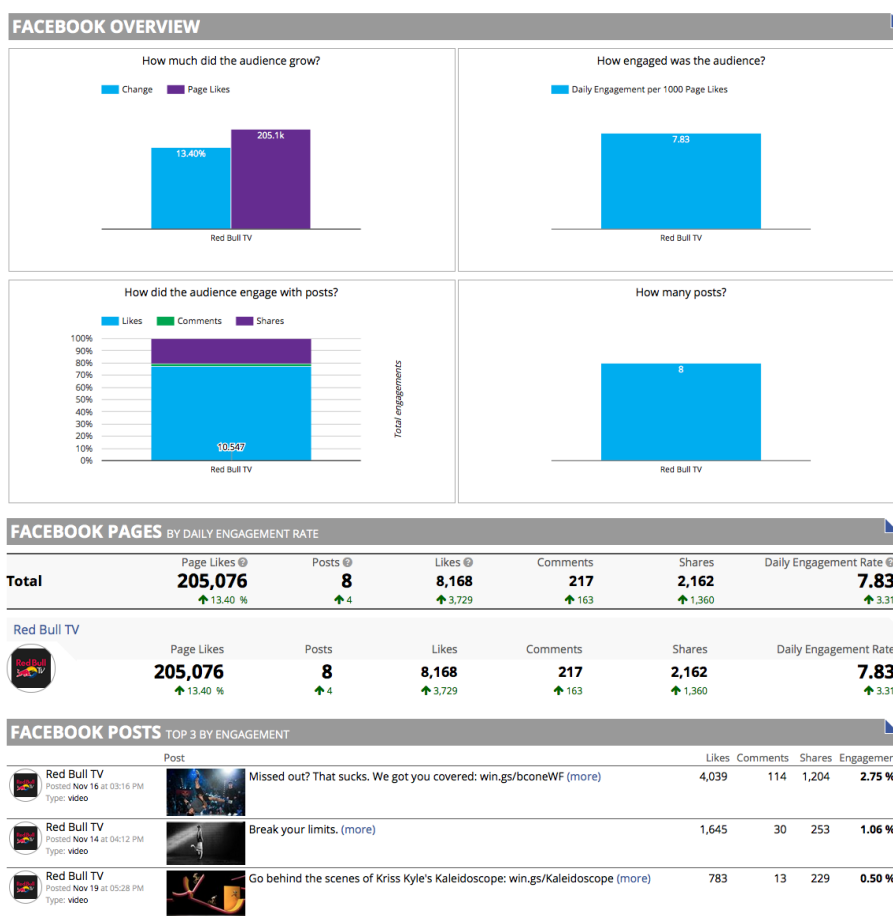 FACEBOOK OVERVIEW
How much did the audience grow?
Change Page Likes
13.40%
205.1k
Red Bull TV
How engaged was the audience?
Daily Engagement per 1000 Page Likes
7.83
Red Bull TV
How did the audience engage with posts?
Likes Comments Shares
100%
90%
80%
70%
60%
50%
40%
30%
20%
10%
0%
10,547
Total engagements
Red Bull TV
How many posts?
8
Red Bull TV
FACEBOOK PAGES BY DAILY ENGAGEMENT RATE
Page Likes ? Posts ? Likes ? Comments Shares Daily Engagement Rate ?
Total 205,076 8 8,168 217 2,162 7.83
13.40 % 4 3,729 163 1,360 3.31
Red Bull TV
Page Likes Posts Likes Comments Shares Daily Engagement Rate
Red Bull TV 205,076 8 8,168 217 2,162 7.83
13.40 % 4 3,729 163 1,360 3.31
FACEBOOK POSTS TOP 3 BY ENGAGEMENT
Post Likes Comments Shares Engagemen
Red Bull TV
Posted Nov 16 at 03:16 PM
Type: video
Missed out? That sucks. We got you covered: win.gs/bconeWF (more) 4,039 114 1,204 2.75 %
Red Bull TV
Posted Nov 14 at 04:12 PM
Type: video
Break your limits. (more) 1,645 30 253 1.06 %
Red Bull TV
Posted Nov 19 at 05:28 PM
Type: video
Go behind the scenes of Kriss Kyle's Kaleidoscope: win.gs/Kaleidoscope (more) 783 13 229 0.50 %